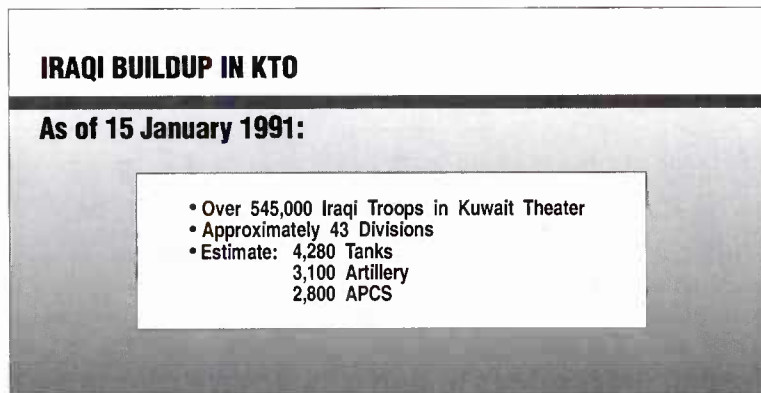 IRAQI BUILDUP IN KTO
As of 15 January 1991:
• Over 545,000 Iraqi Troops in Kuwait Theater
• Approximately 43 Divisions
• Estimate: 4,280 Tanks
3,100 Artillery
2,800 APCS